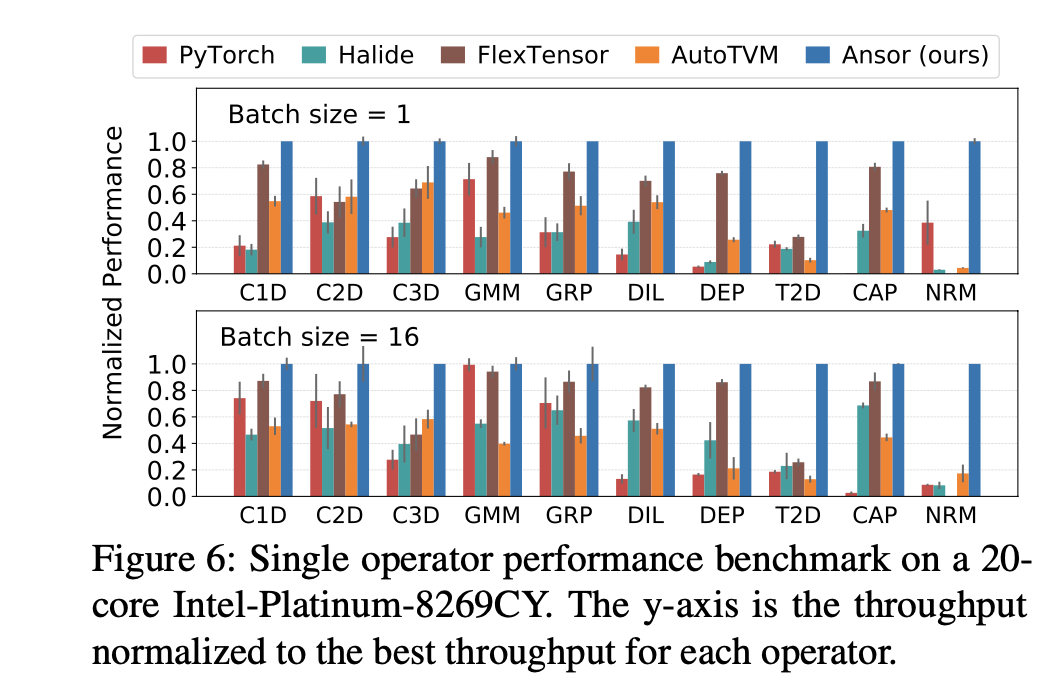 PyTorch Halide FlexTensor AutoTVM Ansor (ours)
Normalized Performance
Batch size = 1
1.0
0.8
0.6
0.4
0.2
0.0
C1D C2D C3D GMM GRP DIL DEP T2D CAP NRM
Batch size = 16
1.0
0.8
0.6
0.4
0.2
0.0
C1D C2D C3D GMM GRP DIL DEP T2D CAP NRM
Figure 6: Single operator performance benchmark on a 20-
core Intel-Platinum-8269CY. The y-axis is the throughput
normalized to the best throughput for each operator.